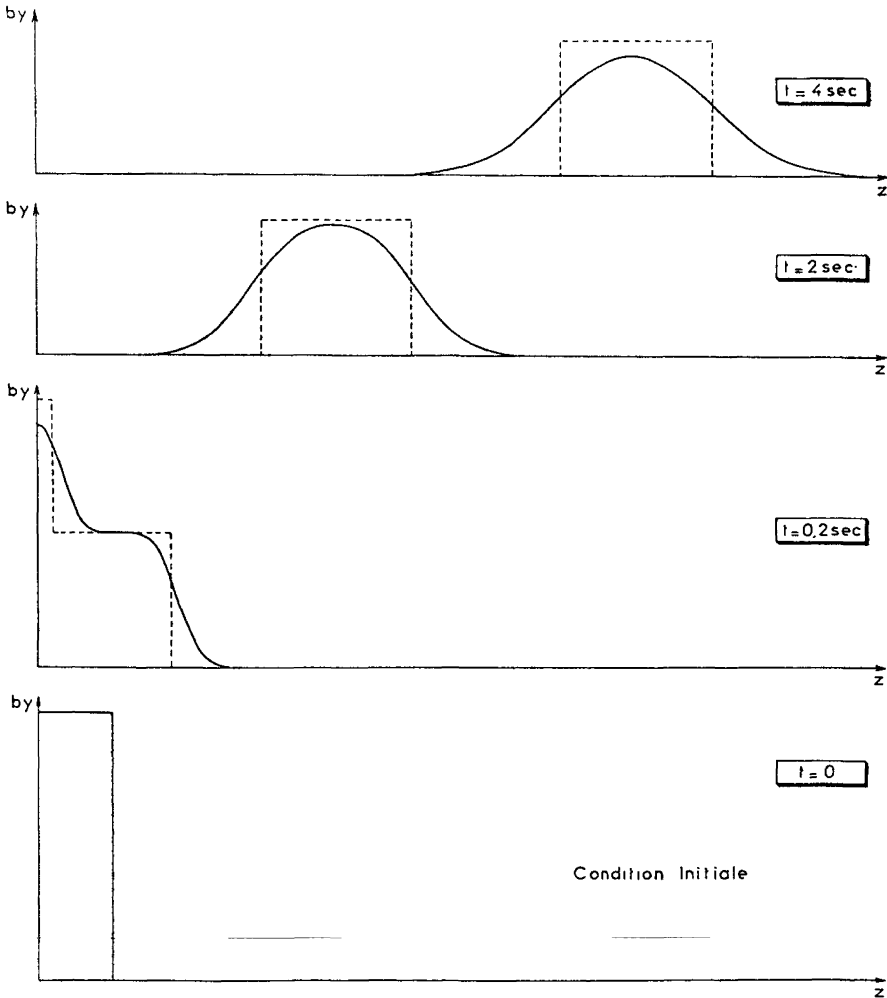 by
t = 4 sec
z
by
t = 2 sec.
z
by
t = 0,2 sec
z
by
t = 0
Condition Initiale
z